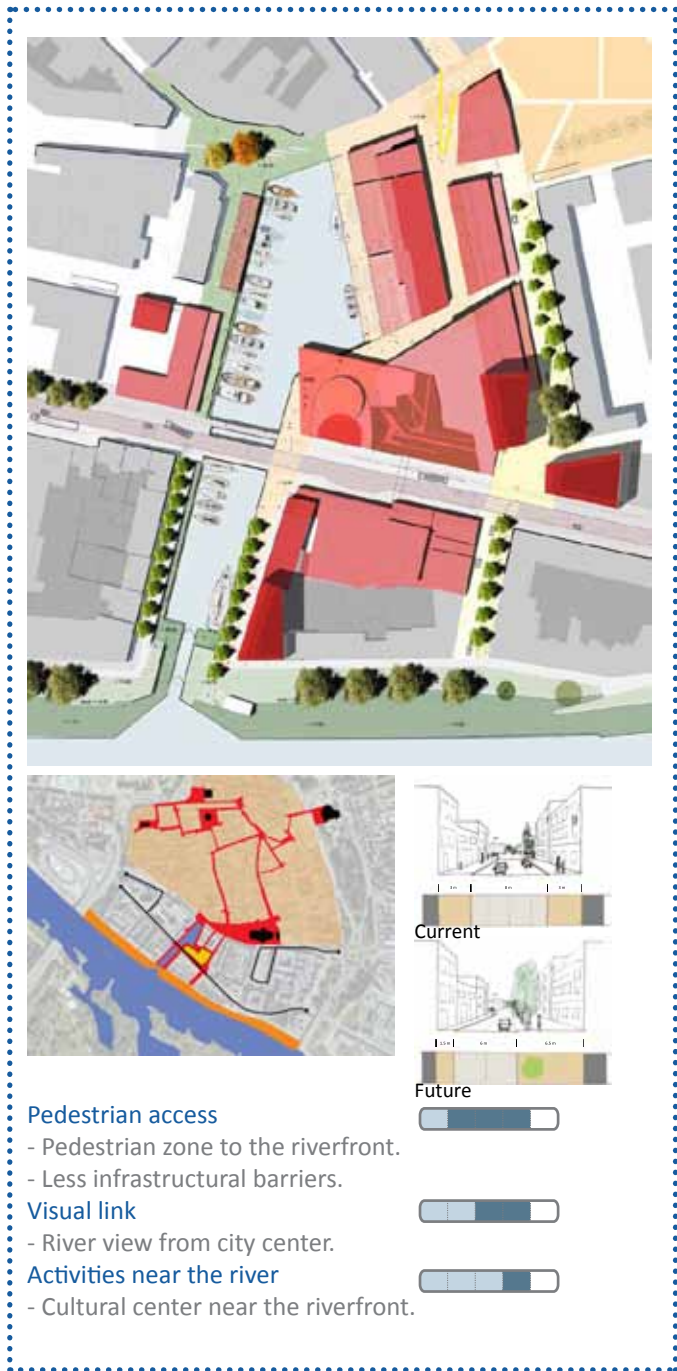 Current
Future
Pedestrian access
- Pedestrian zone to the riverfront.
- Less infrastructural barriers.
Visual link
- River view from city center.
Activities near the river
- Cultural center near the riverfront.